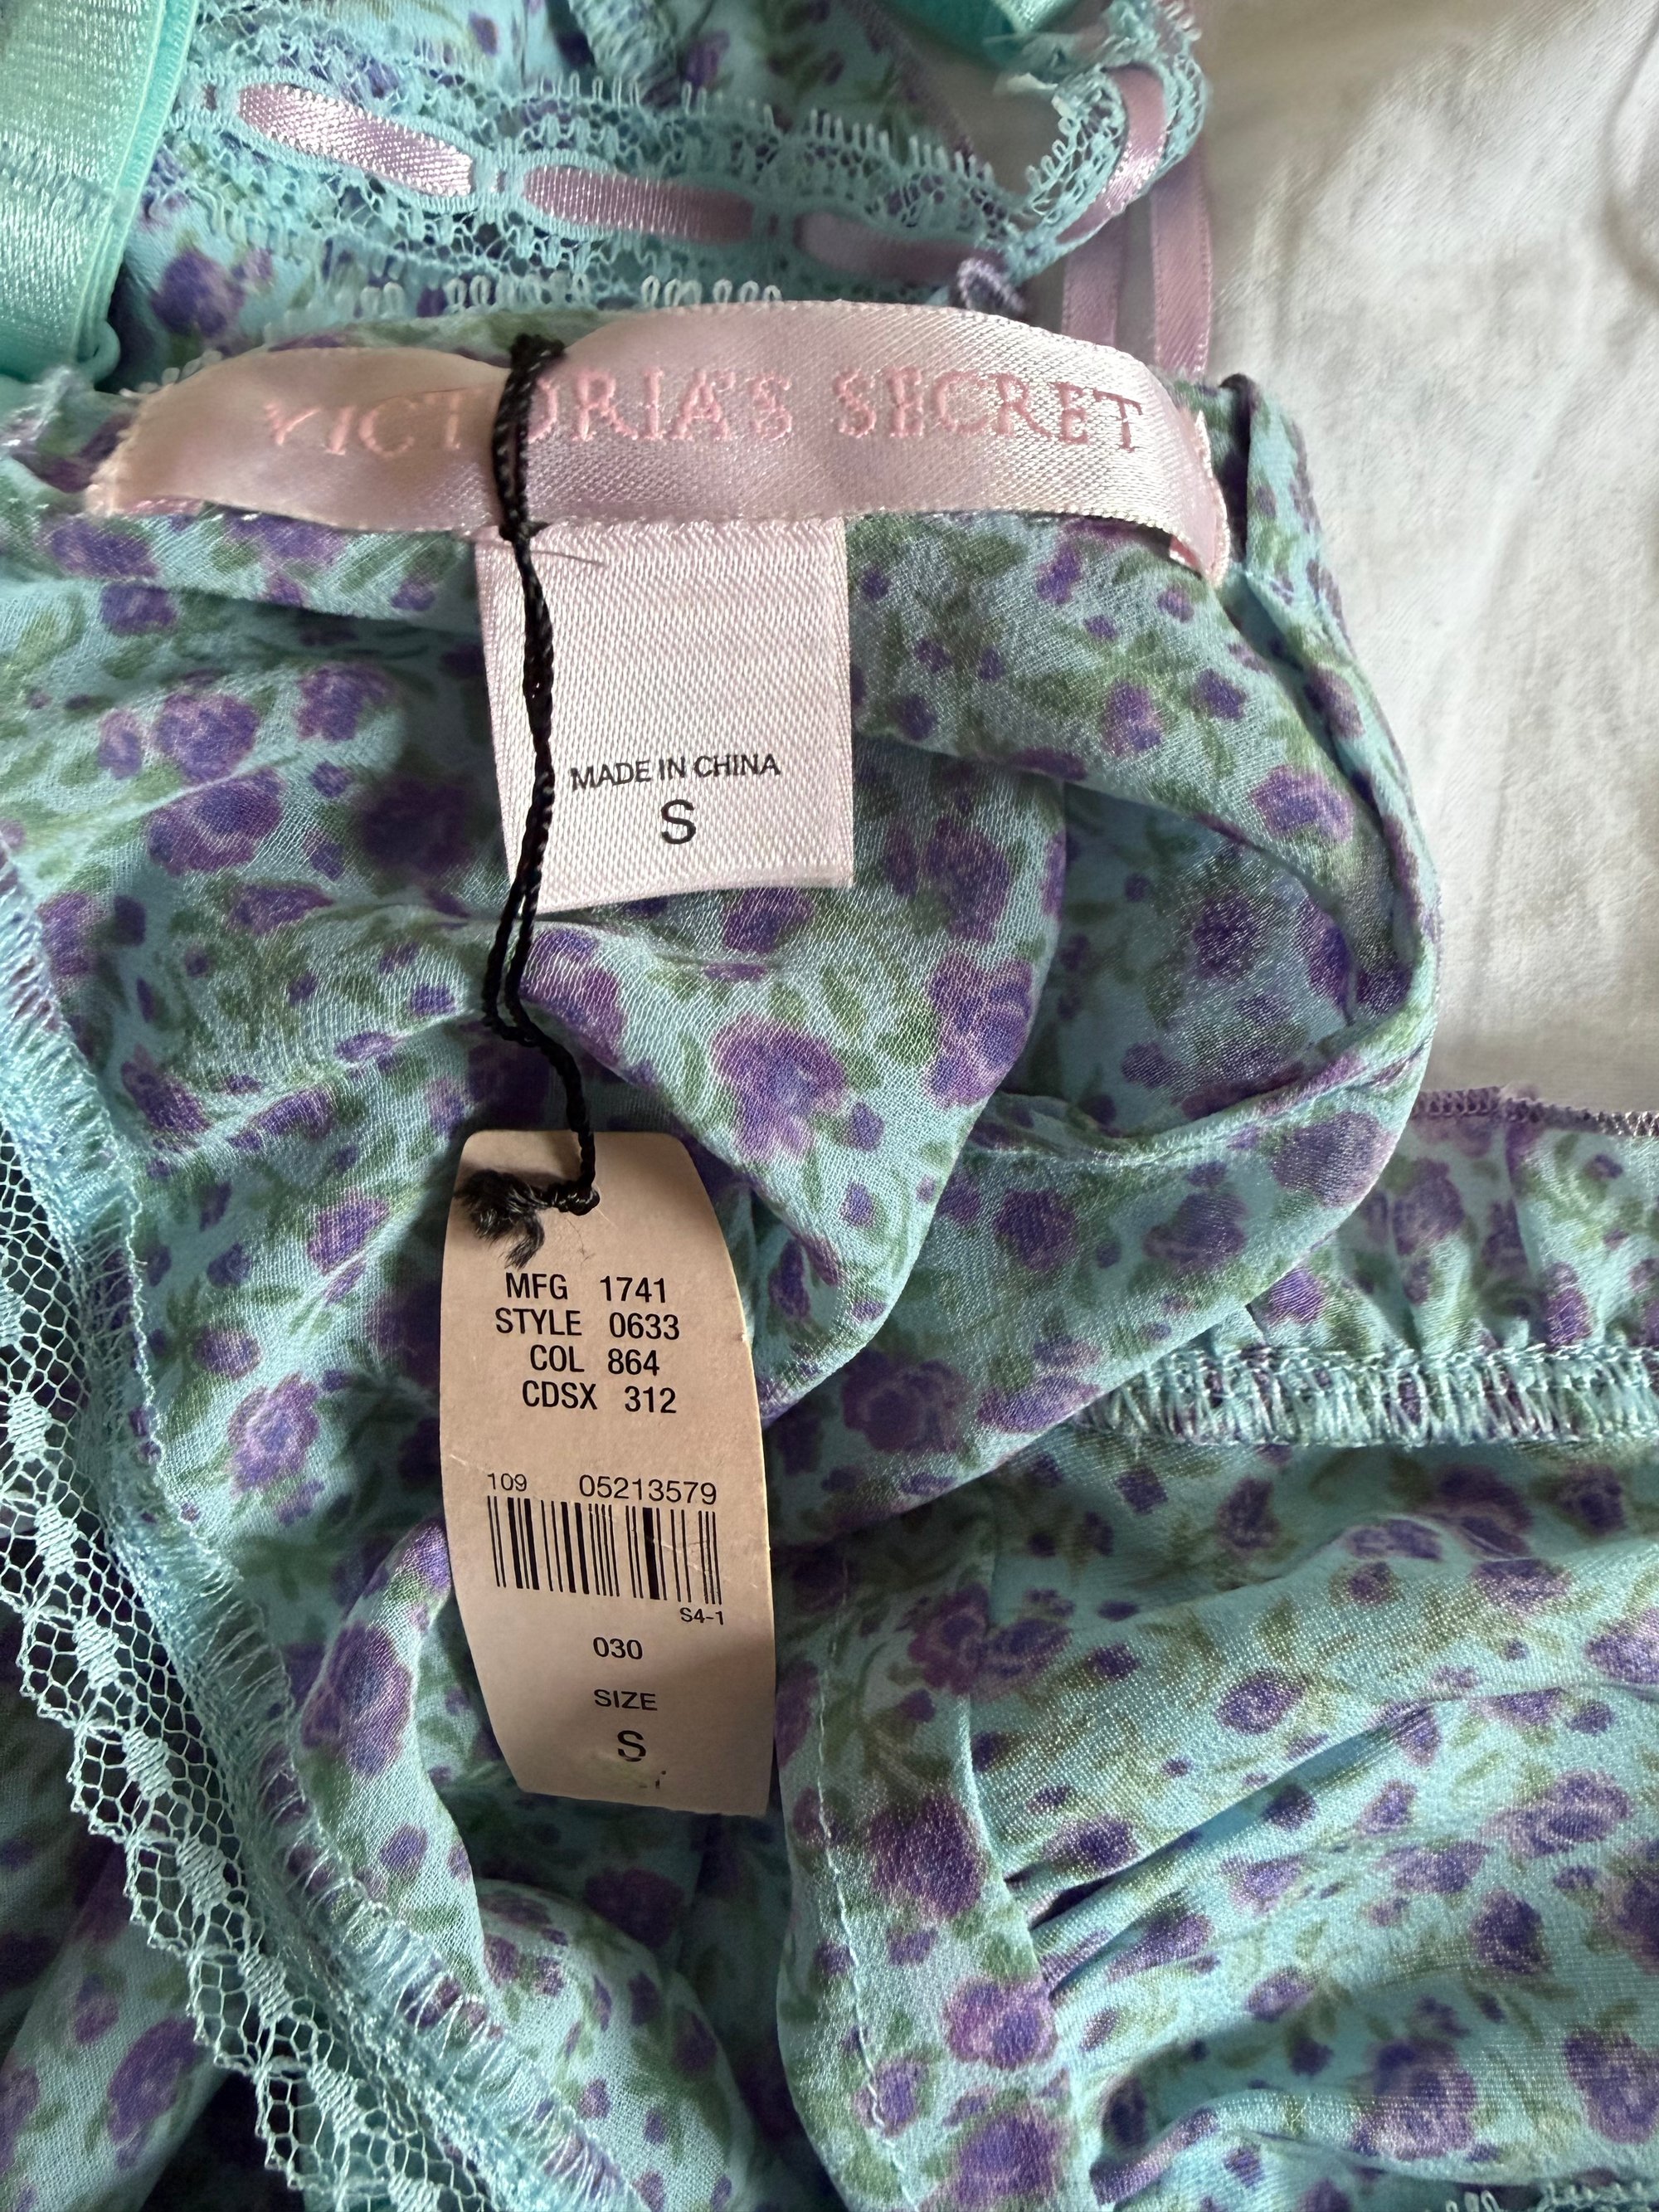 VICTORIA'S SECRET
MADE IN CHINA
S
MFG 1741
STYLE 0633
COL 864
CDSX 312
109 05213579
S4-1
030
SIZE
S